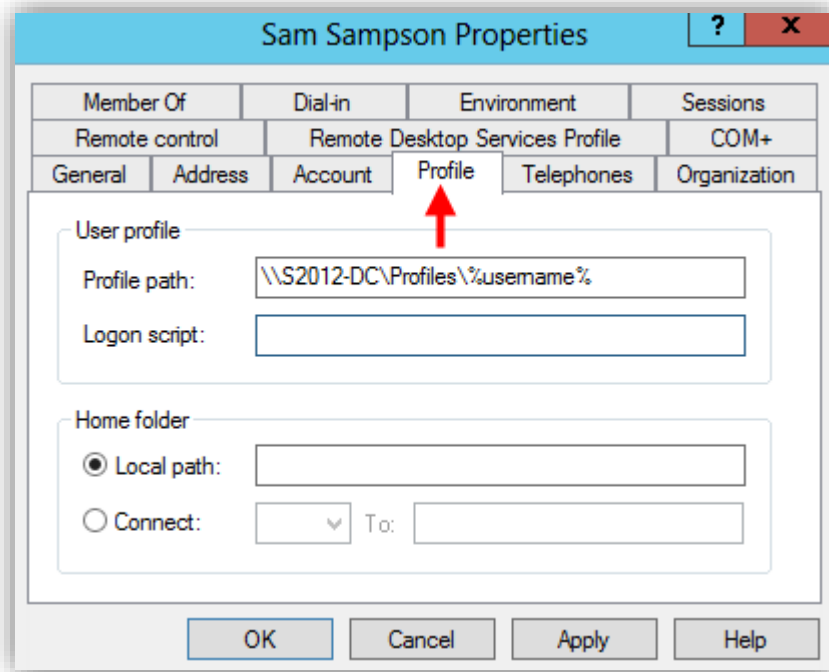 Sam Sampson Properties
? x
Member Of Dial-in Environment Sessions
Remote control Remote Desktop Services Profile COM+
General Address Account Profile Telephones Organization
User profile
Profile path: \\S2012-DC\Profiles\%username%
Logon script:
Home folder
Local path:
Connect: To:
OK Cancel Apply Help